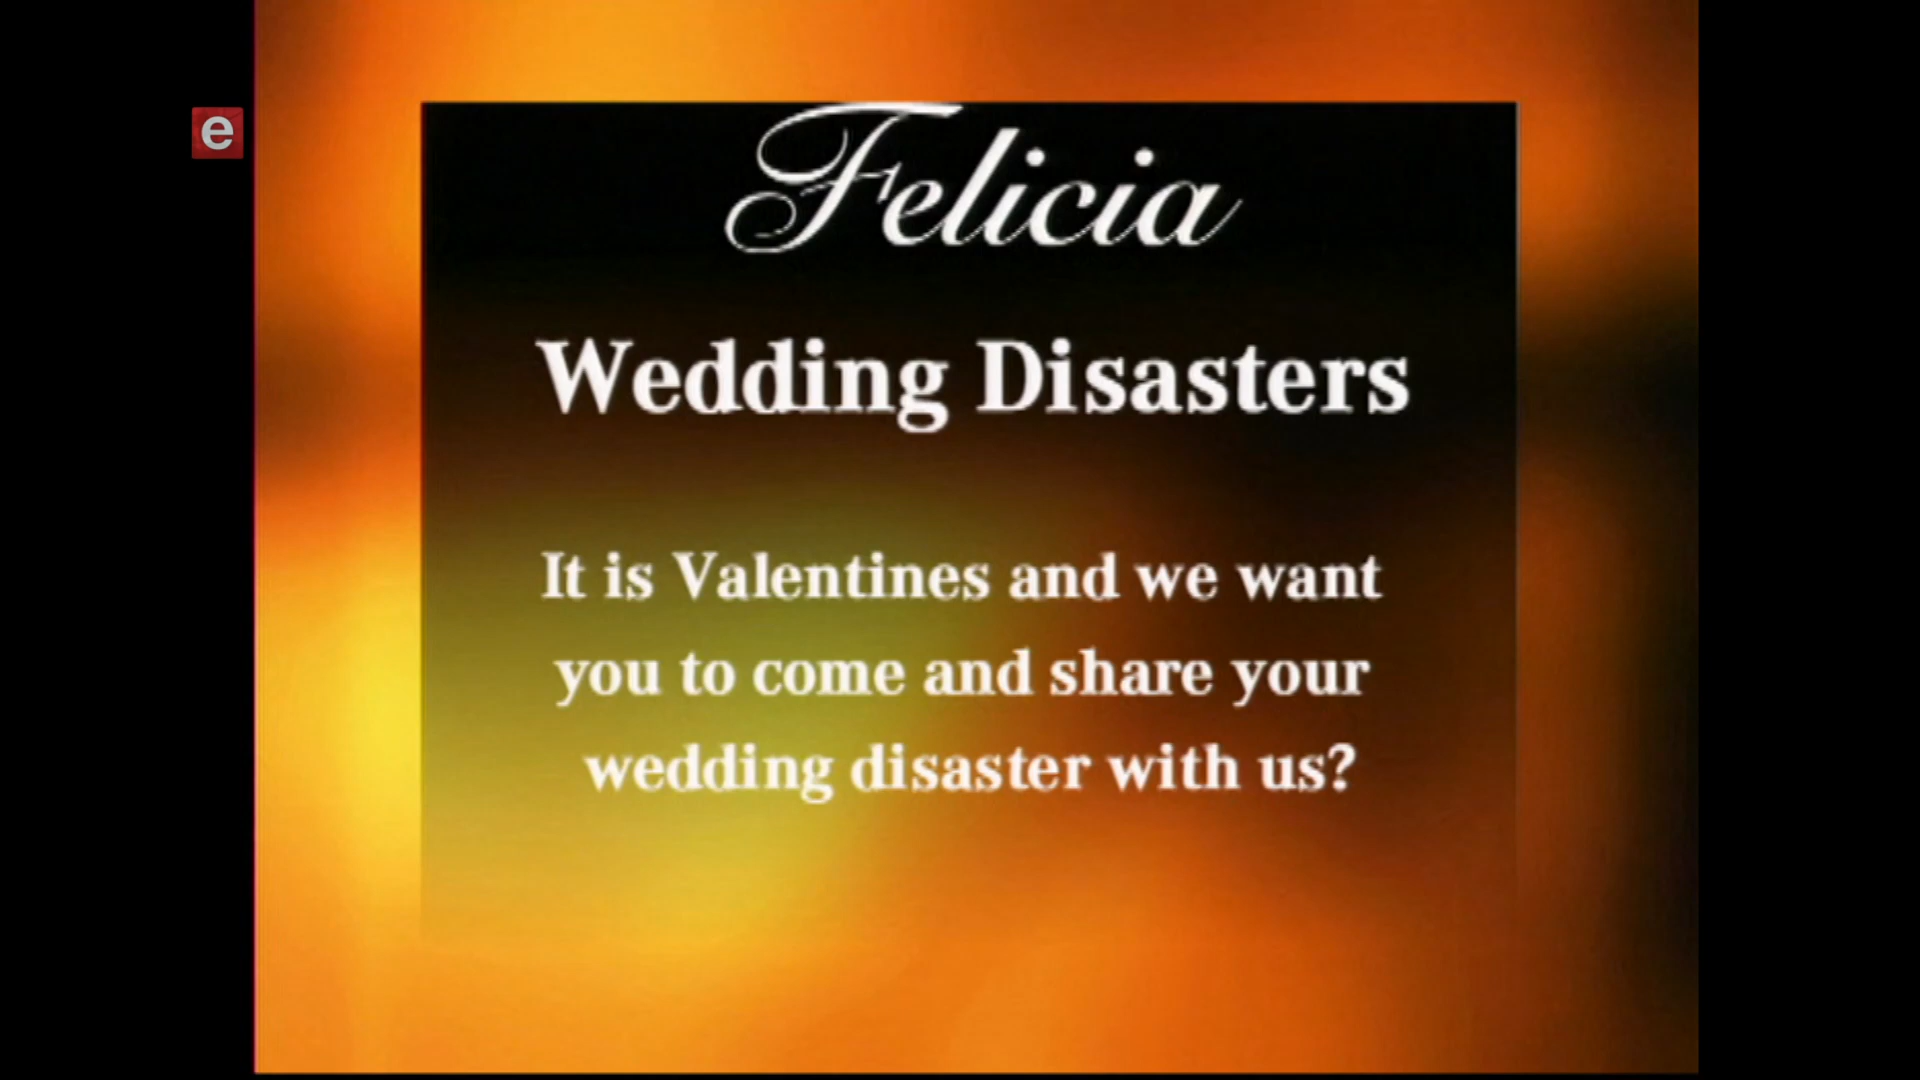 e
Felicia
Wedding Disasters
It is Valentines and we want
you to come and share your
wedding disaster with us?